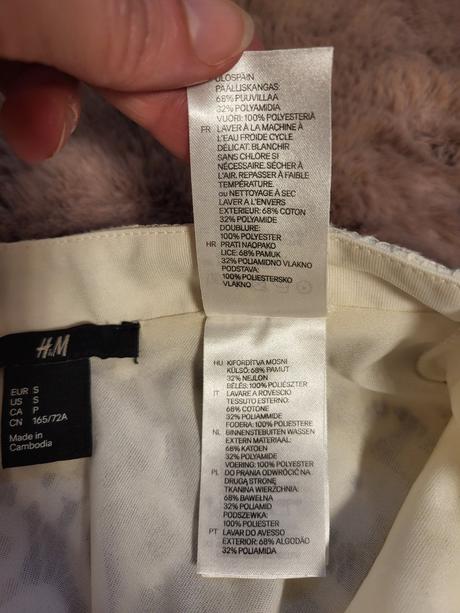 ULOSPÄIN
PÄÄLLISKANGAS:
68% PUUVILLAA
32% POLYAMIDIA
VUORI: 100% POLYESTERIÄ
FR LAVER À LA MACHINE À
L'EAU FROIDE CYCLE
DÉLICAT. BLANCHIR
SANS CHLORE SI
NÉCESSAIRE. SÉCHER À
L'AIR. REPASSER À FAIBLE
TEMPÉRATURE.
ou NETTOYAGE À SEC
LAVER A L'ENVERS
EXTERIEUR: 68% COTON
32% POLYAMIDE
DOUBLURE:
100% POLYESTER
HR PRATI NAOPAKO
LICE: 68% PAMUK
32% POLIAMIDNO VLAKNO
PODSTAVA:
100% POLIESTERSKO
VLAKNO
H&M
EUR S
US S
CA P
CN 165/72A
Made in
Cambodia
HU KIFORDÍTVA MOSNI
KÜLSŐ: 68% PAMUT
32% NEJLON
BÉLÉS: 100% POLIÉSZTER
IT LAVARE A ROVESCIO
TESSUTO ESTERNO:
68% COTONE
32% POLIAMMIDE
FODERA: 100% POLIESTERE
NL BINNENSTEBUITEN WASSEN
EXTERN MATERIAAL:
68% KATOEN
32% POLYAMIDE
VOERING: 100% POLYESTER
PL DO PRANIA ODWRÓCIĆ NA
DRUGĄ STRONĘ
TKANINA WIERZCHNIA:
68% BAWEŁNA
32% POLIAMID
PODSZEWKA:
100% POLIESTER
PT LAVAR DO AVESSO
EXTERIOR: 68% ALGODÃO
32% POLIAMIDA